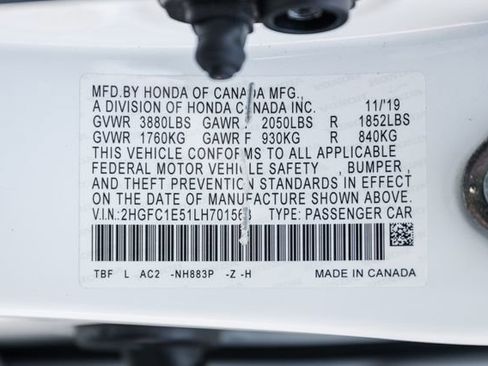 MFD.BY HONDA OF CANADA MFG.,
A DIVISION OF HONDA CANADA INC. 11/'19
GVWR 3880LBS GAWR F 2050LBS R 1852LBS
GVWR 1760KG GAWR F 930KG R 840KG
THIS VEHICLE CONFORMS TO ALL APPLICABLE
FEDERAL MOTOR VEHICLE SAFETY , BUMPER,
AND THEFT PREVENTION STANDARDS IN EFFECT
ON THE DATE OF MANUFACTURE SHOWN ABOVE.
V.I.N.: TYPE: PASSENGER CAR
TBF L AC2 -NH883P -Z -H MADE IN CANADA